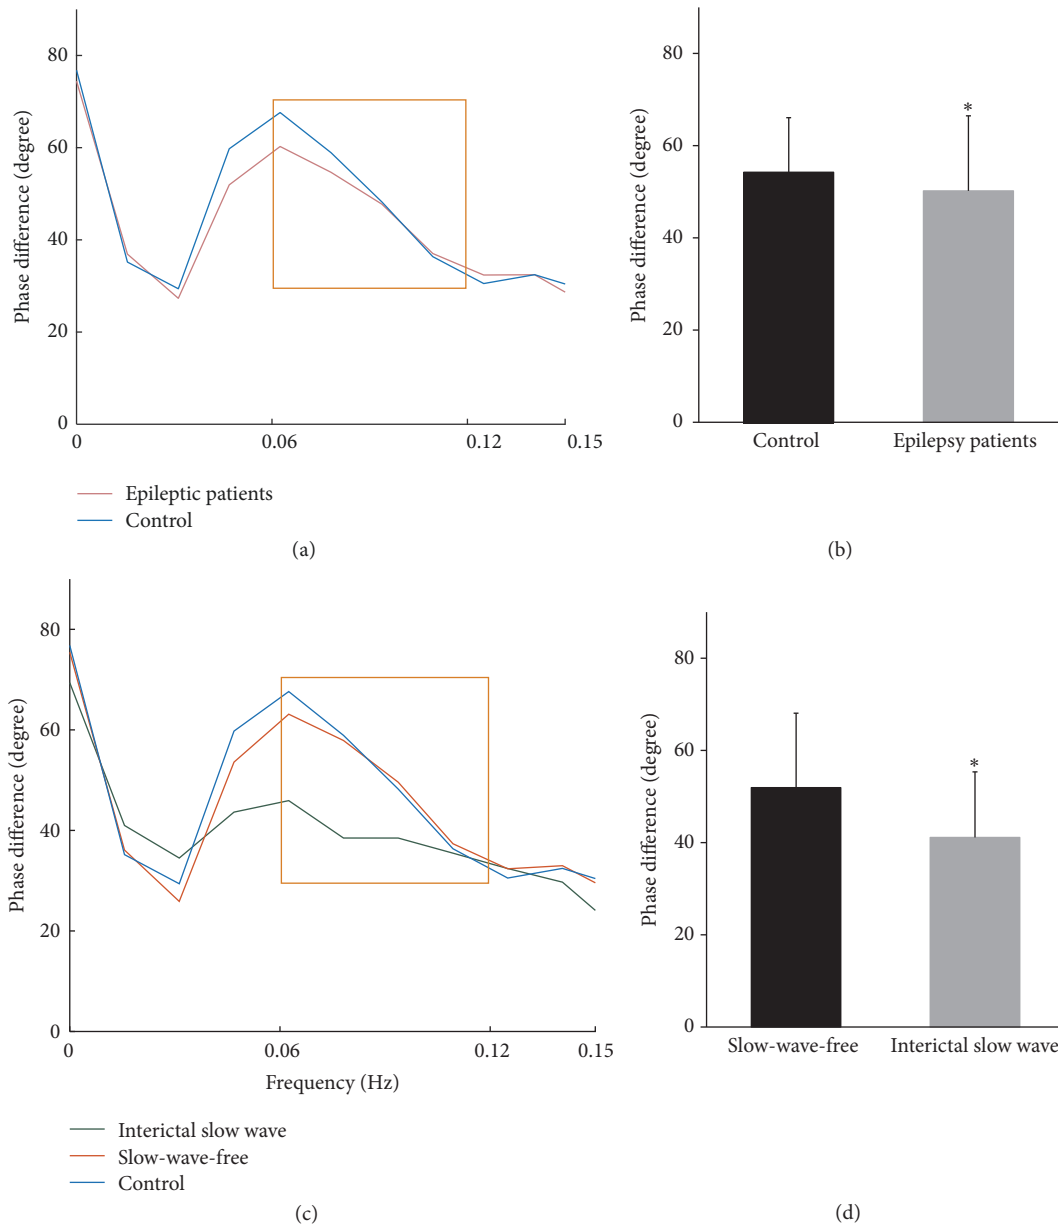 80
60
40
20
0
Phase difference (degree)
0
0.06
0.12
0.15
Epileptic patients
Control
(a)
80
60
40
20
0
Phase difference (degree)
*
Control
Epilepsy patients
(b)
80
60
40
20
0
Phase difference (degree)
0
0.06
0.12
0.15
Frequency (Hz)
Interictal slow wave
Slow-wave-free
Control
(c)
80
60
40
20
0
Phase difference (degree)
*
Slow-wave-free
Interictal slow wave
(d)